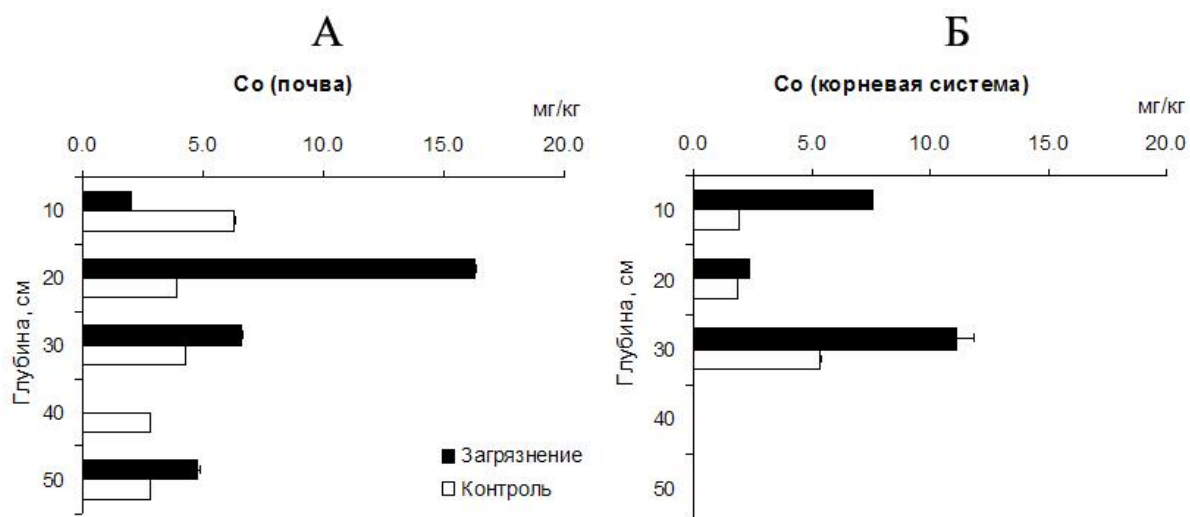 А
Co (почва)
мг/кг
0.0 5.0 10.0 15.0 20.0
10
20
30
40
50
Глубина, см
Загрязнение
Контроль
Б
Co (корневая система)
мг/кг
0.0 5.0 10.0 15.0 20.0
10
20
30
40
50
Глубина, см